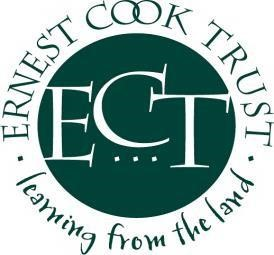 · ERNEST COOK TRUST ·
ECT
...
learning from the land